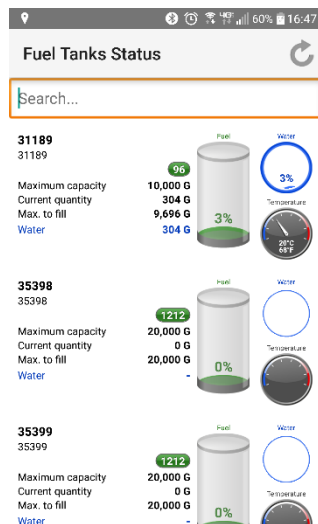 4G 60% 16:47
Fuel Tanks Status
Search...
31189
31189
96
Maximum capacity 10,000 G
Current quantity 304 G
Max. to fill 9,696 G
Water 304 G
Fuel
3%
Water
3%
Temperature
20°C
68°F
35398
35398
1212
Maximum capacity 20,000 G
Current quantity 0 G
Max. to fill 20,000 G
Water -
Fuel
0%
Water
Temperature
35399
35399
1212
Maximum capacity 20,000 G
Current quantity 0 G
Max. to fill 20,000 G
Water -
Fuel
0%
Water
Temperature